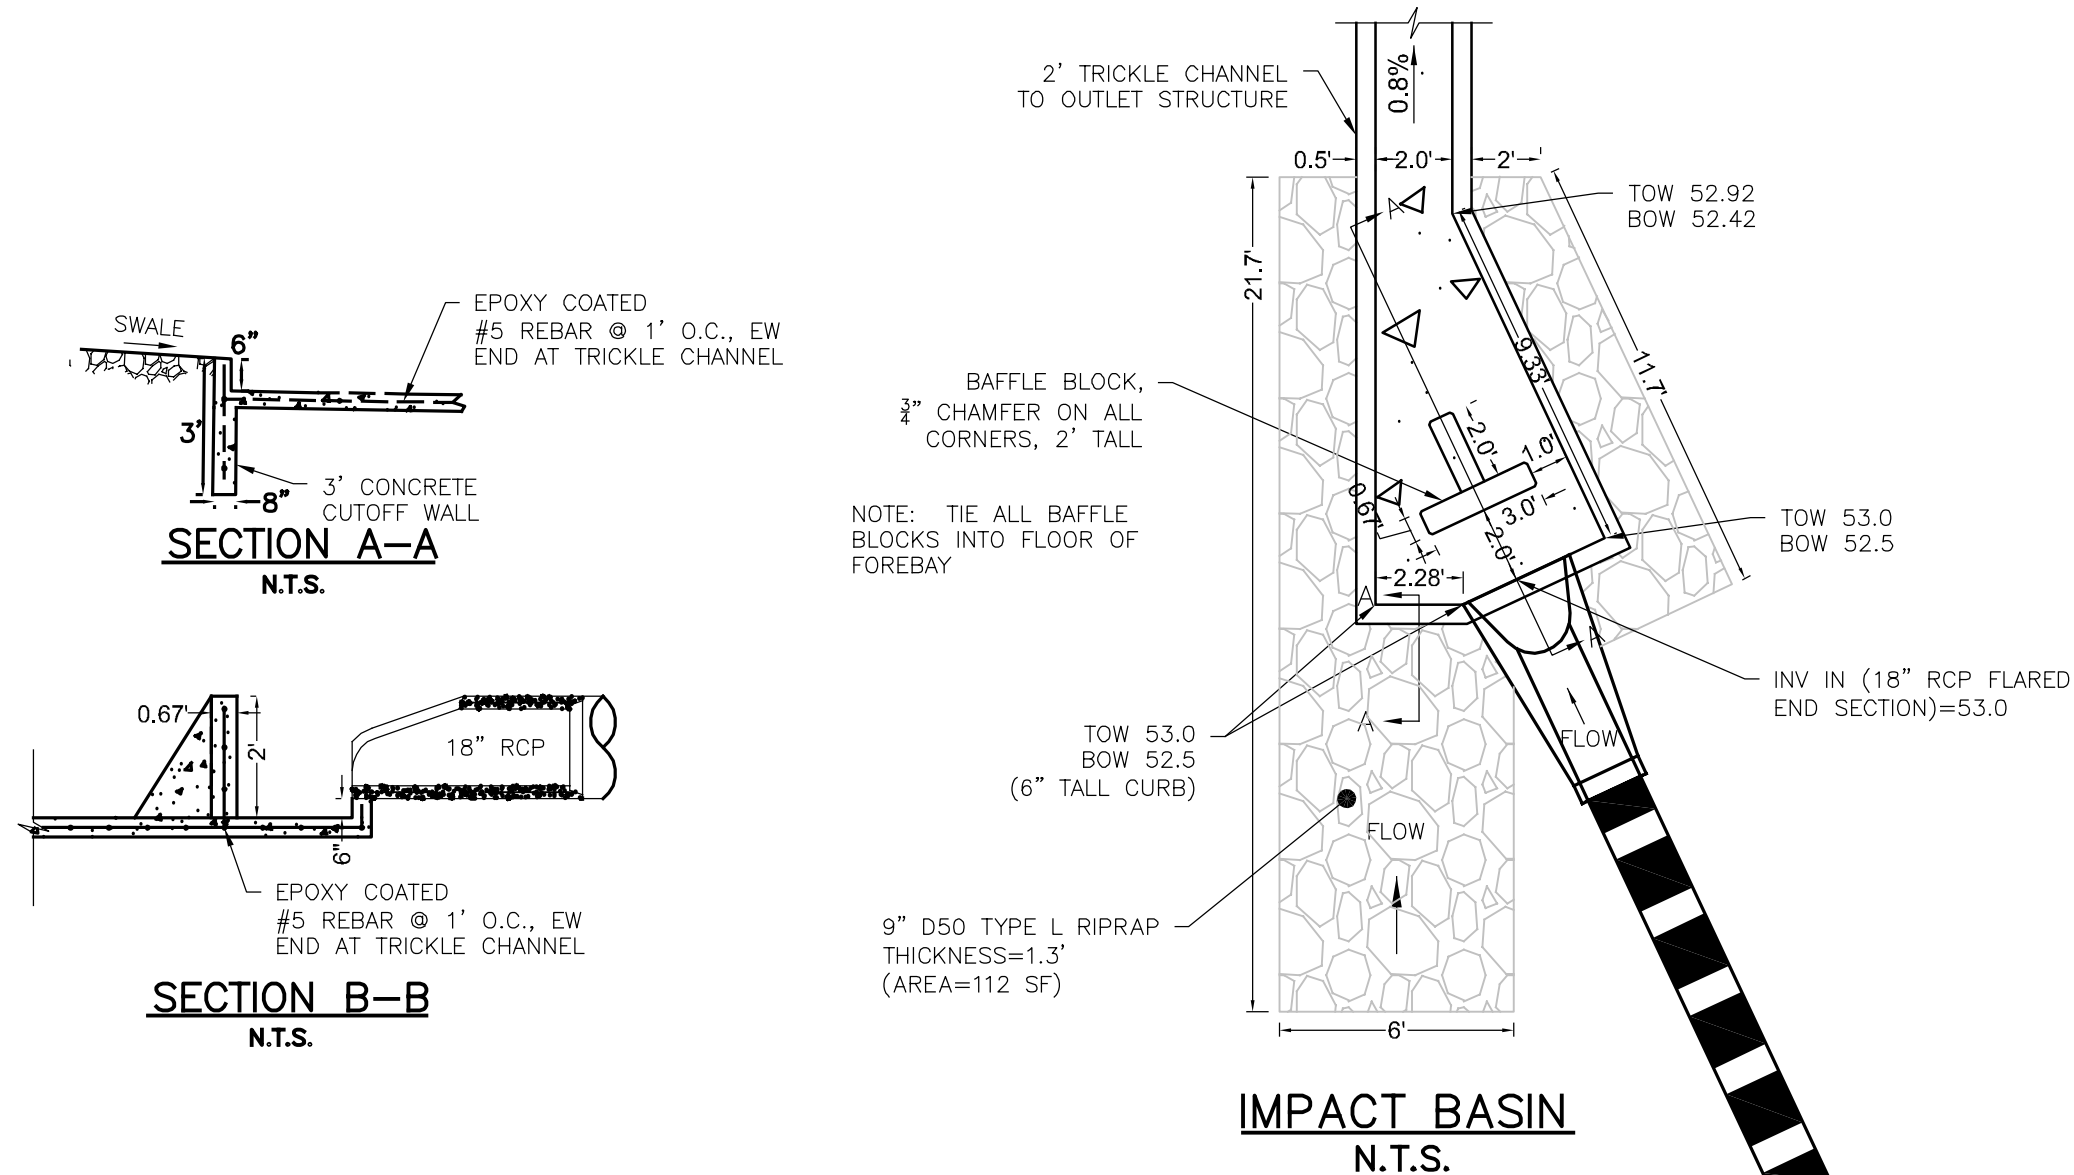 SWALE
6”
3’
8”
EPOXY COATED
#5 REBAR @ 1’ O.C., EW
END AT TRICKLE CHANNEL
3’ CONCRETE
CUTOFF WALL
SECTION A–A
N.T.S.
0.67'
2'
18” RCP
6”
EPOXY COATED
#5 REBAR @ 1’ O.C., EW
END AT TRICKLE CHANNEL
SECTION B–B
N.T.S.
2’ TRICKLE CHANNEL
TO OUTLET STRUCTURE
0.8%
0.5'
2.0'
2'
TOW 52.92
BOW 52.42
A
21.7'
9.33'
11.7'
BAFFLE BLOCK,
¾” CHAMFER ON ALL
CORNERS, 2’ TALL
2.0'
1.0'
0.67'
3.0'
2.0'
NOTE: TIE ALL BAFFLE
BLOCKS INTO FLOOR OF
FOREBAY
TOW 53.0
BOW 52.5
2.28'
A
A
INV IN (18” RCP FLARED
END SECTION)=53.0
TOW 53.0
BOW 52.5
(6” TALL CURB)
A
FLOW
FLOW
9” D50 TYPE L RIPRAP
THICKNESS=1.3’
(AREA=112 SF)
6'
IMPACT BASIN
N.T.S.